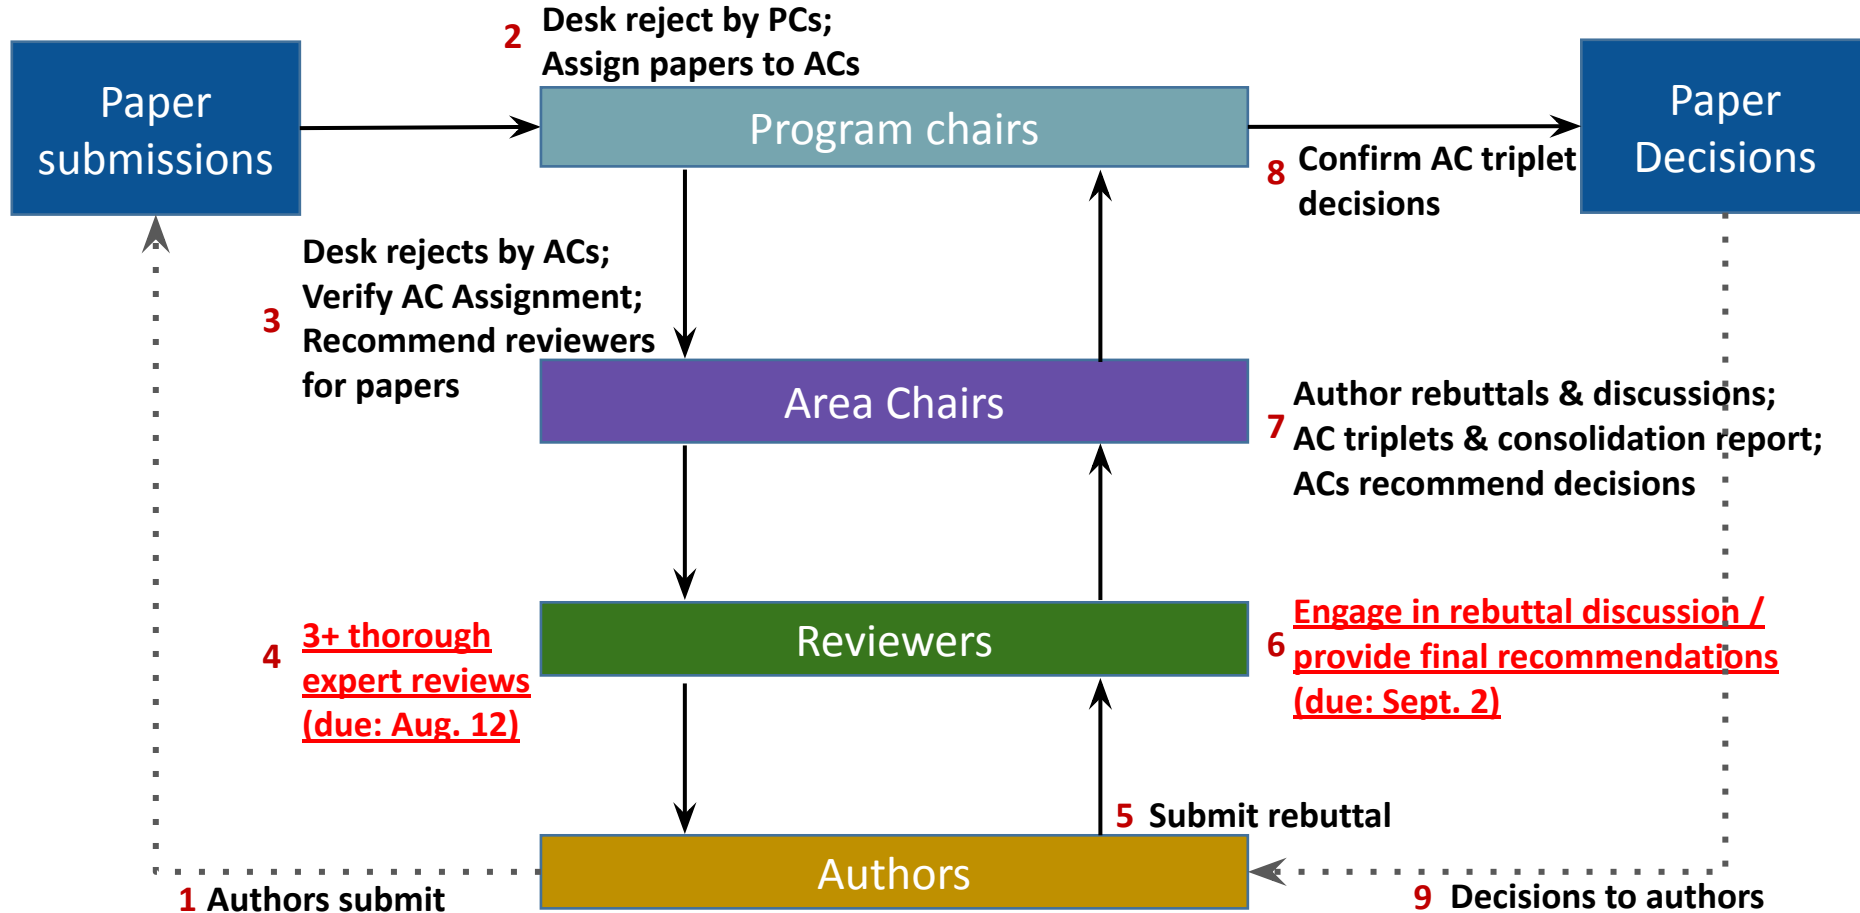 2 Desk reject by PCs;
Assign papers to ACs
Paper
submissions
Program chairs
Paper
Decisions
8 Confirm AC triplet
decisions
3 Desk rejects by ACs;
Verify AC Assignment;
Recommend reviewers
for papers
Area Chairs
7 Author rebuttals & discussions;
AC triplets & consolidation report;
ACs recommend decisions
4 3+ thorough
expert reviews
(due: Aug. 12)
Reviewers
6 Engage in rebuttal discussion /
provide final recommendations
(due: Sept. 2)
5 Submit rebuttal
Authors
1 Authors submit
9 Decisions to authors